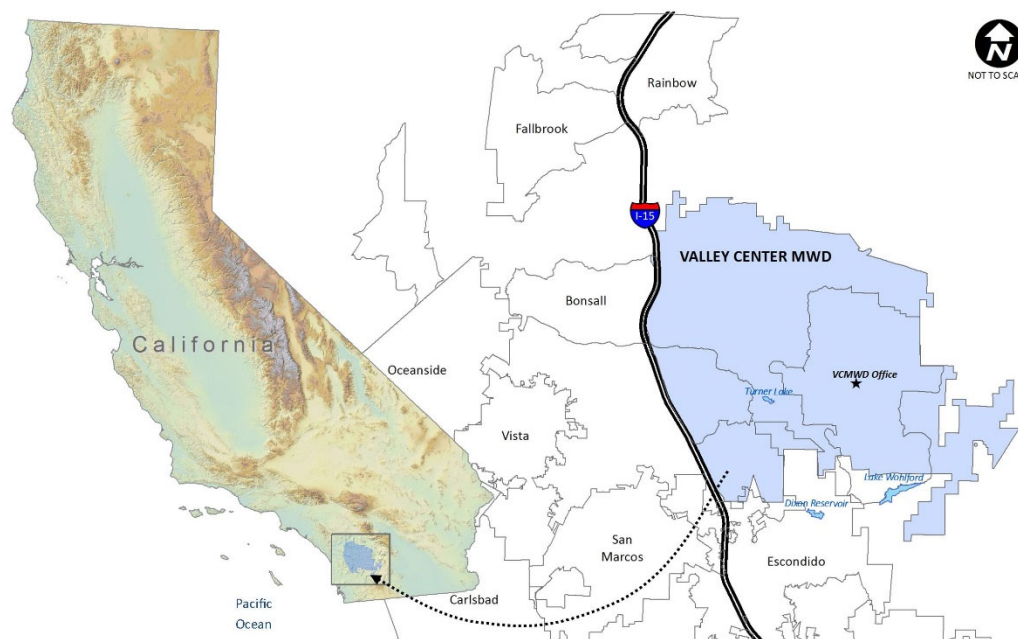 N
NOT TO SCA
Rainbow
Fallbrook
I-15
VALLEY CENTER MWD
Bonsall
California
Oceanside
VCMWD Office
Turner Lake
Vista
Lake Wohlford
Dixon Reservoir
San
Marcos
Escondido
Carlsbad
Pacific
Ocean